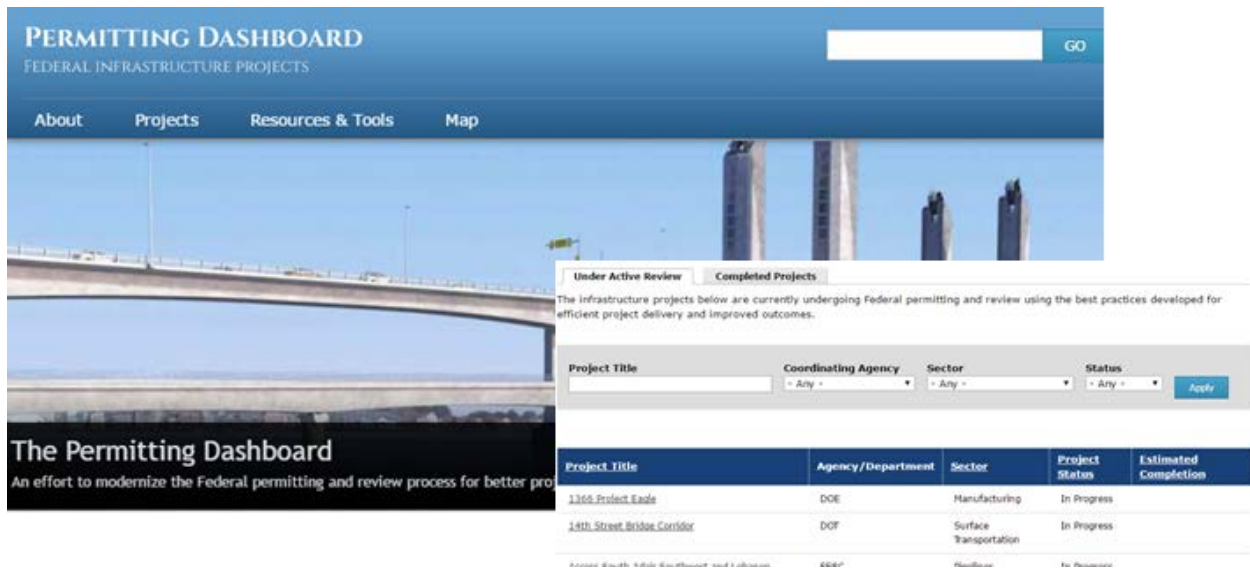 PERMITTING DASHBOARD
FEDERAL INFRASTRUCTURE PROJECTS
GO
About Projects Resources & Tools Map
The Permitting Dashboard
An effort to modernize the Federal permitting and review process for better
Under Active Review Completed Projects
The infrastructure projects below are currently undergoing Federal permitting and review using the best practices developed for
efficient project delivery and improved outcomes.
Project Title Coordinating Agency Sector Status
- Any - - Any - - Any - Apply
Project Title Agency/Department Sector Project Status Estimated Completion
1366 Project Eagle DOE Manufacturing In Progress
14th Street Bridge Corridor DOT Surface Transportation In Progress